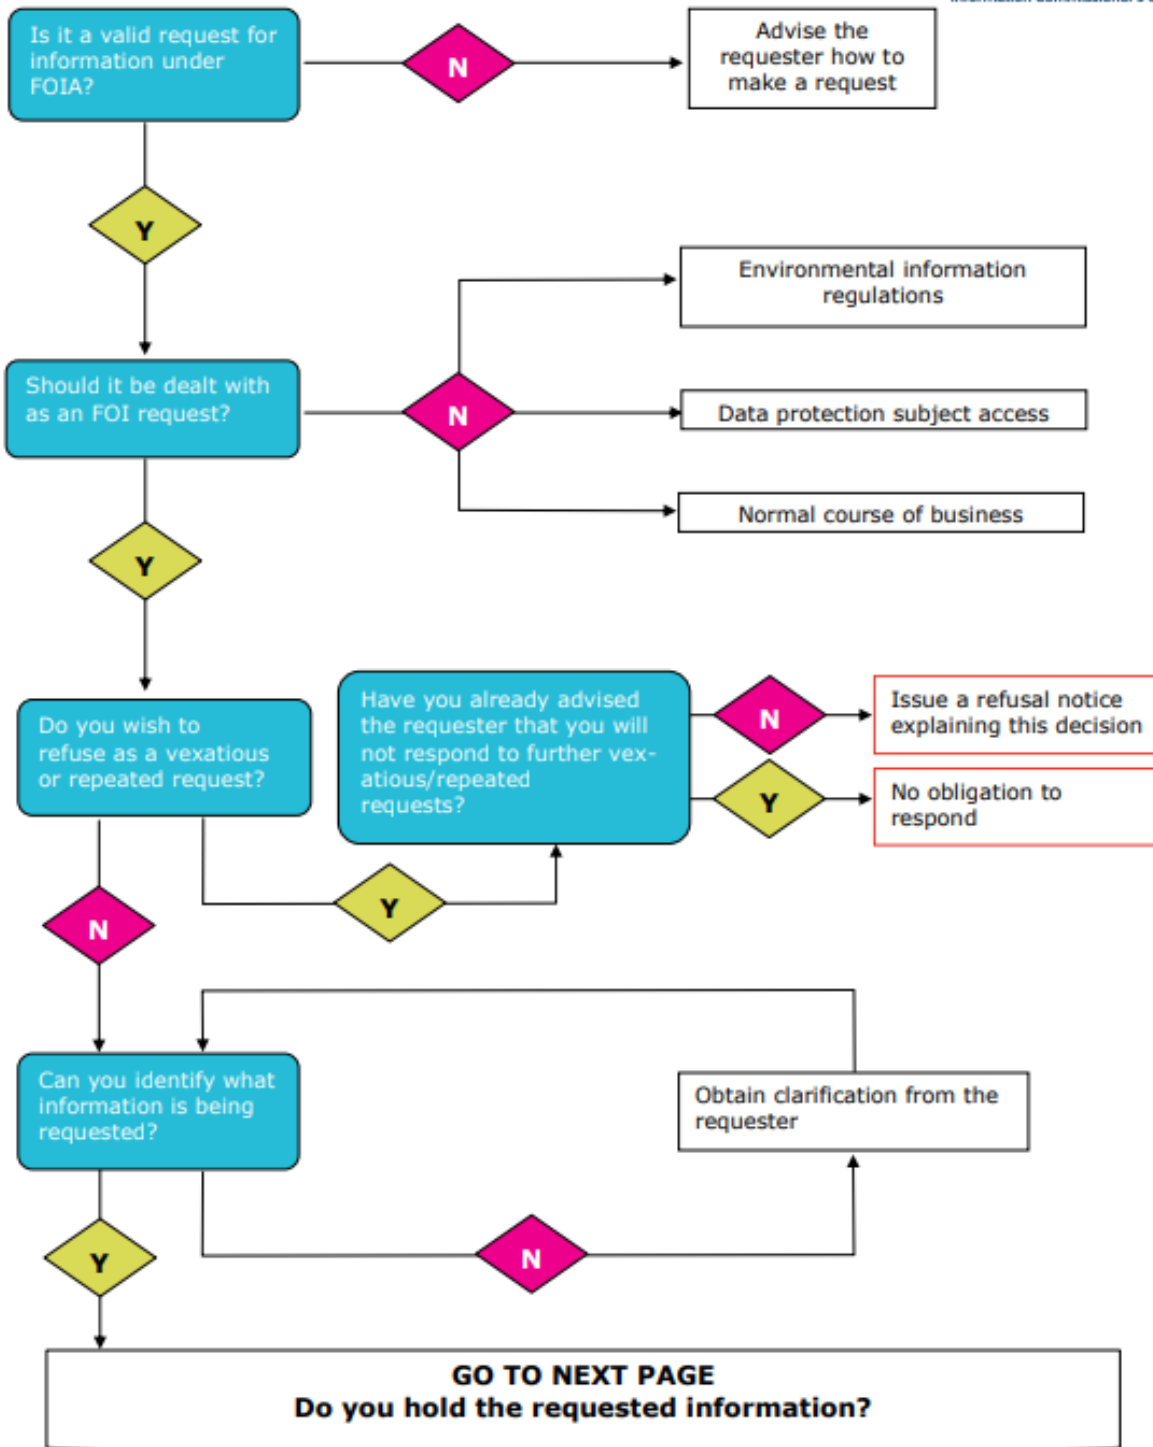 Is it a valid request for
information under
FOIA?
N
Advise the
requester how to
make a request
Y
Environmental information
regulations
Should it be dealt with
as an FOI request?
N
Data protection subject access
Normal course of business
Y
Do you wish to
refuse as a vexatious
or repeated request?
Have you already advised
the requester that you will
not respond to further vex-
atious/repeated
requests?
N
Issue a refusal notice
explaining this decision
Y
No obligation to
respond
Y
N
Can you identify what
information is being
requested?
Obtain clarification from the
requester
N
Y
GO TO NEXT PAGE
Do you hold the requested information?